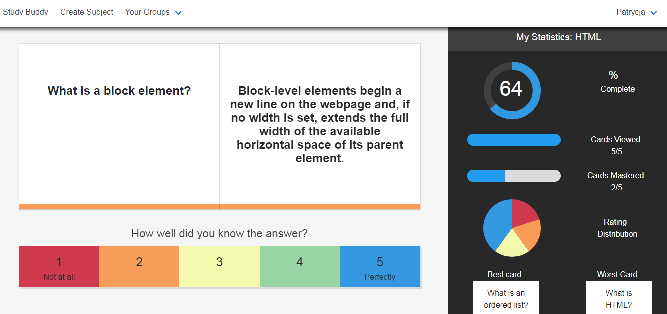 Study Buddy Create Subject Your Groups Patrycja
My Statistics: HTML
What is a block element?
Block-level elements begin a
new line on the webpage and, if
no width is set, extends the full
width of the available
horizontal space of its parent
element.
How well did you know the answer?
1
Not at all
2
3
4
5
Perfectly
64
%
Complete
Cards Viewed
5/5
Cards Mastered
2/5
Rating
Distribution
Best card
What is an
ordered list?
Worst Card
What is
HTML?